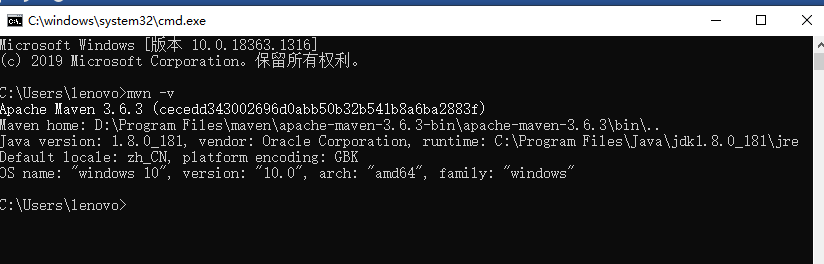 C:\windows\system32\cmd.exe
Microsoft Windows [版本 10.0.18363.1316]
(c) 2019 Microsoft Corporation。保留所有权利。
C:\Users\lenovo>mvn -v
Apache Maven 3.6.3 (cecedd343002696d0abb50b32b541b8a6ba2883f)
Maven home: D:\Program Files\maven\apache-maven-3.6.3-bin\apache-maven-3.6.3\bin\..
Java version: 1.8.0_181, vendor: Oracle Corporation, runtime: C:\Program Files\Java\jdk1.8.0_181\jre
Default locale: zh_CN, platform encoding: GBK
OS name: "windows 10", version: "10.0", arch: "amd64", family: "windows"
C:\Users\lenovo>